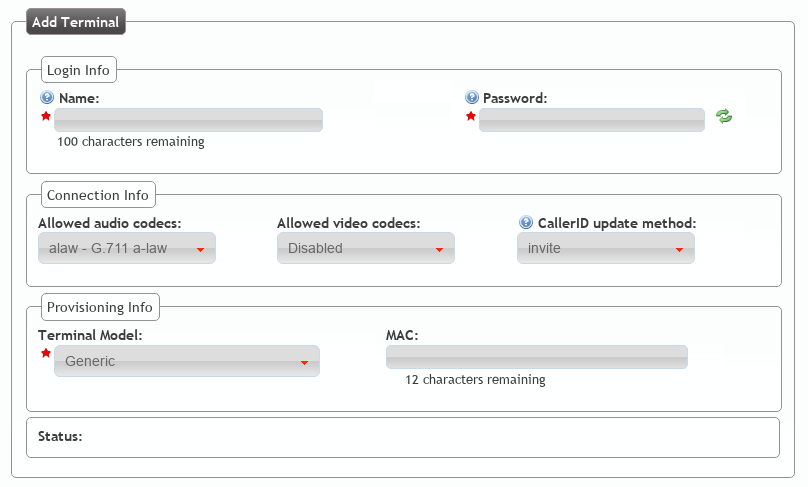 Add Terminal
Login Info
Name: Password:
100 characters remaining
Connection Info
Allowed audio codecs: Allowed video codecs: CallerID update method:
alaw - G.711 a-law Disabled invite
Provisioning Info
Terminal Model: MAC:
Generic
12 characters remaining
Status: